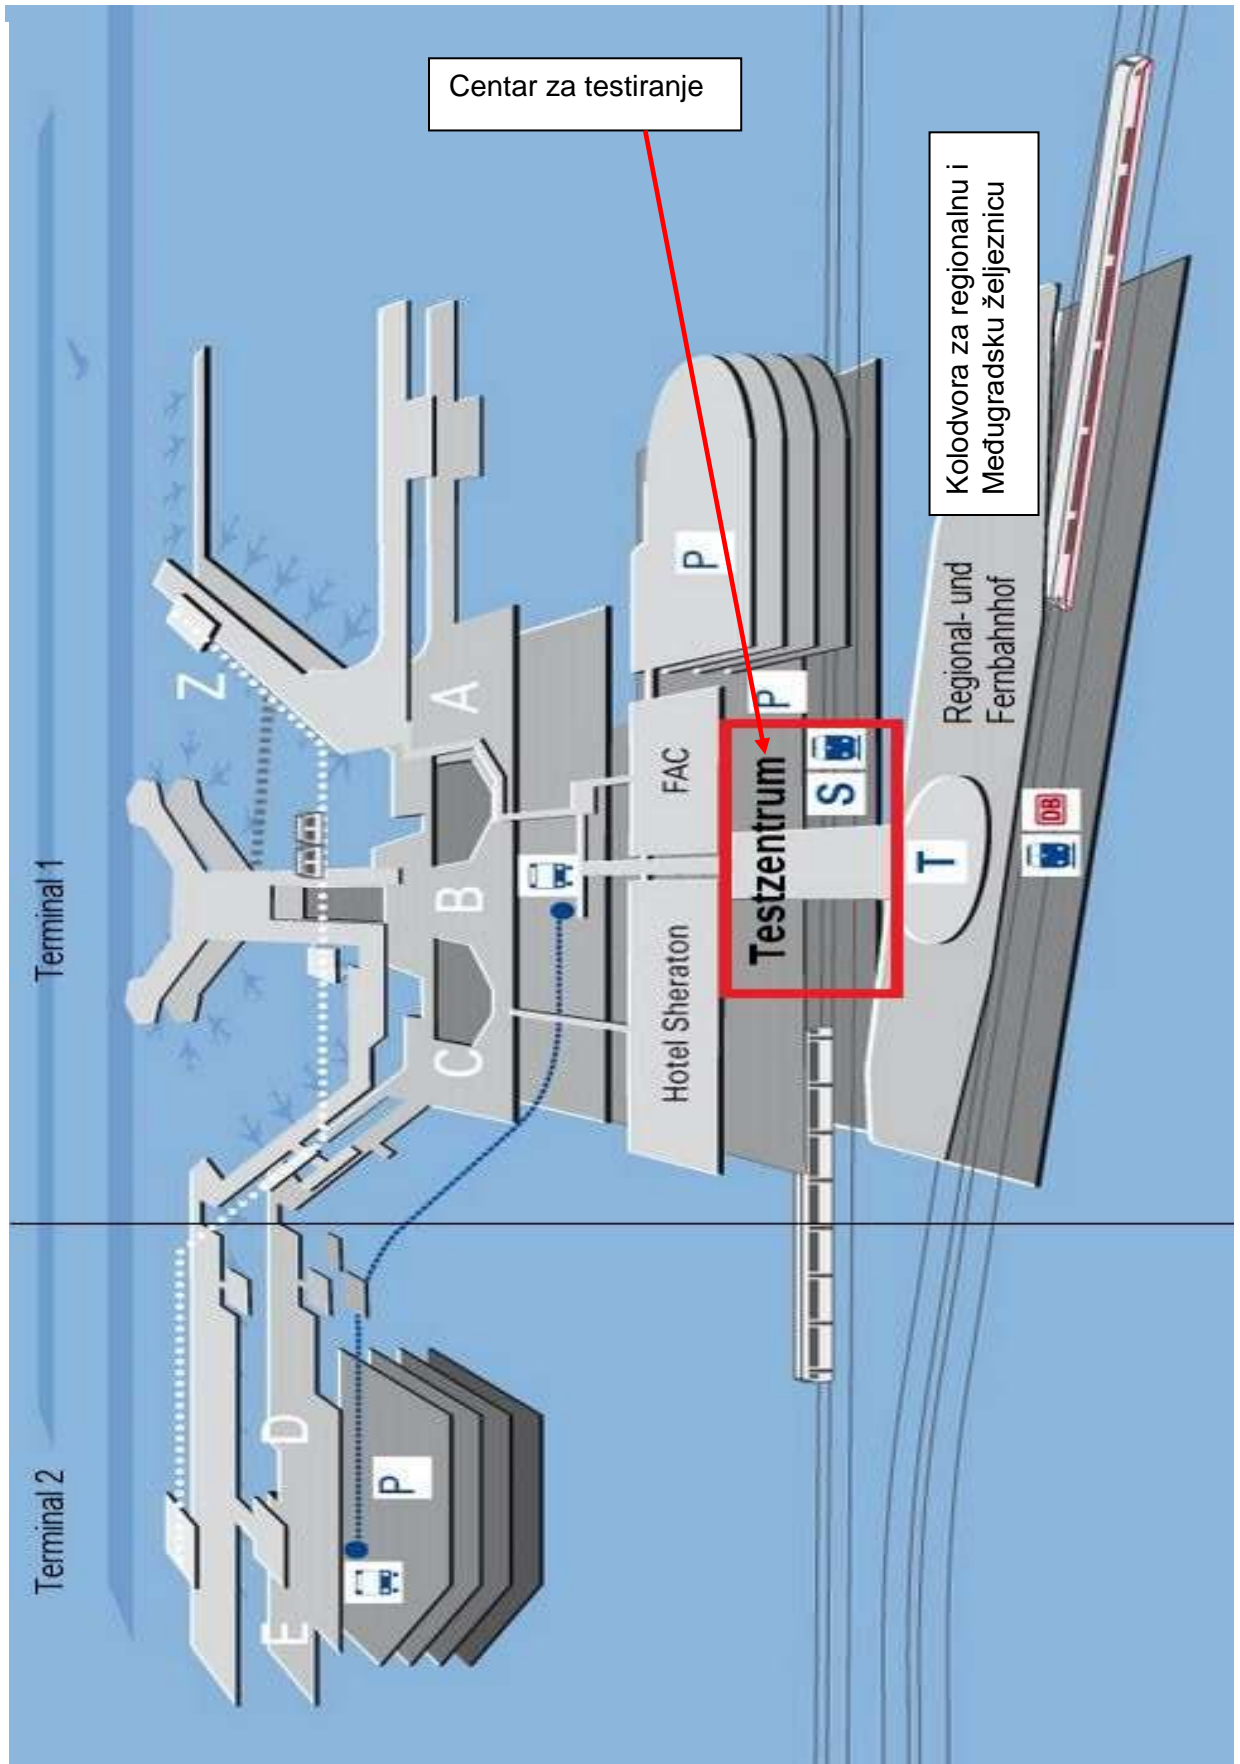 Centar za testiranje
Kolodvora za regionalnu i
Međugradsku željeznicu
Terminal 1
Terminal 2
Z
A
B
C
D
E
P
P
P
FAC
Hotel Sheraton
Testzentrum
S
T
Regional- und
Fernbahnhof
DB